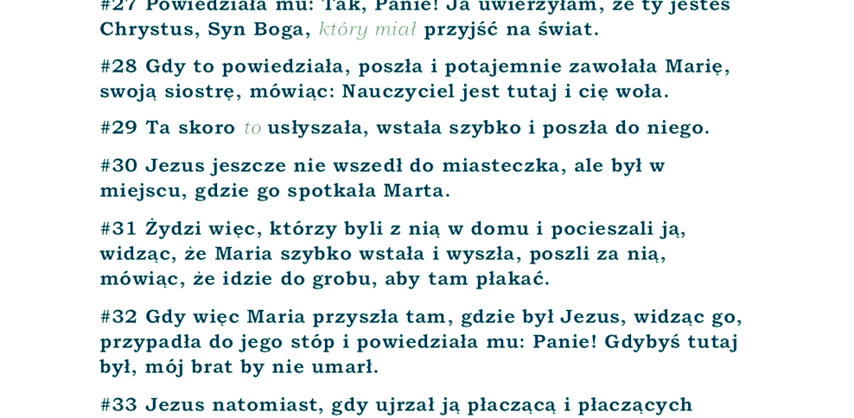 #27 Powiedziała mu: Tak, Panie! Ja uwierzyłam, że ty jesteś
Chrystus, Syn Boga, który miał przyjść na świat.
#28 Gdy to powiedziała, poszła i potajemnie zawołała Marię,
swoją siostrę, mówiąc: Nauczyciel jest tutaj i cię woła.
#29 Ta skoro to usłyszała, wstała szybko i poszła do niego.
#30 Jezus jeszcze nie wszedł do miasteczka, ale był w
miejscu, gdzie go spotkała Marta.
#31 Żydzi więc, którzy byli z nią w domu i pocieszali ją,
widząc, że Maria szybko wstała i wyszła, poszli za nią,
mówiąc, że idzie do grobu, aby tam płakać.
#32 Gdy więc Maria przyszła tam, gdzie był Jezus, widząc go,
przypadła do jego stóp i powiedziała mu: Panie! Gdybyś tutaj
był, mój brat by nie umarł.
#33 Jezus natomiast, gdy ujrzał ją płaczącą i płaczących